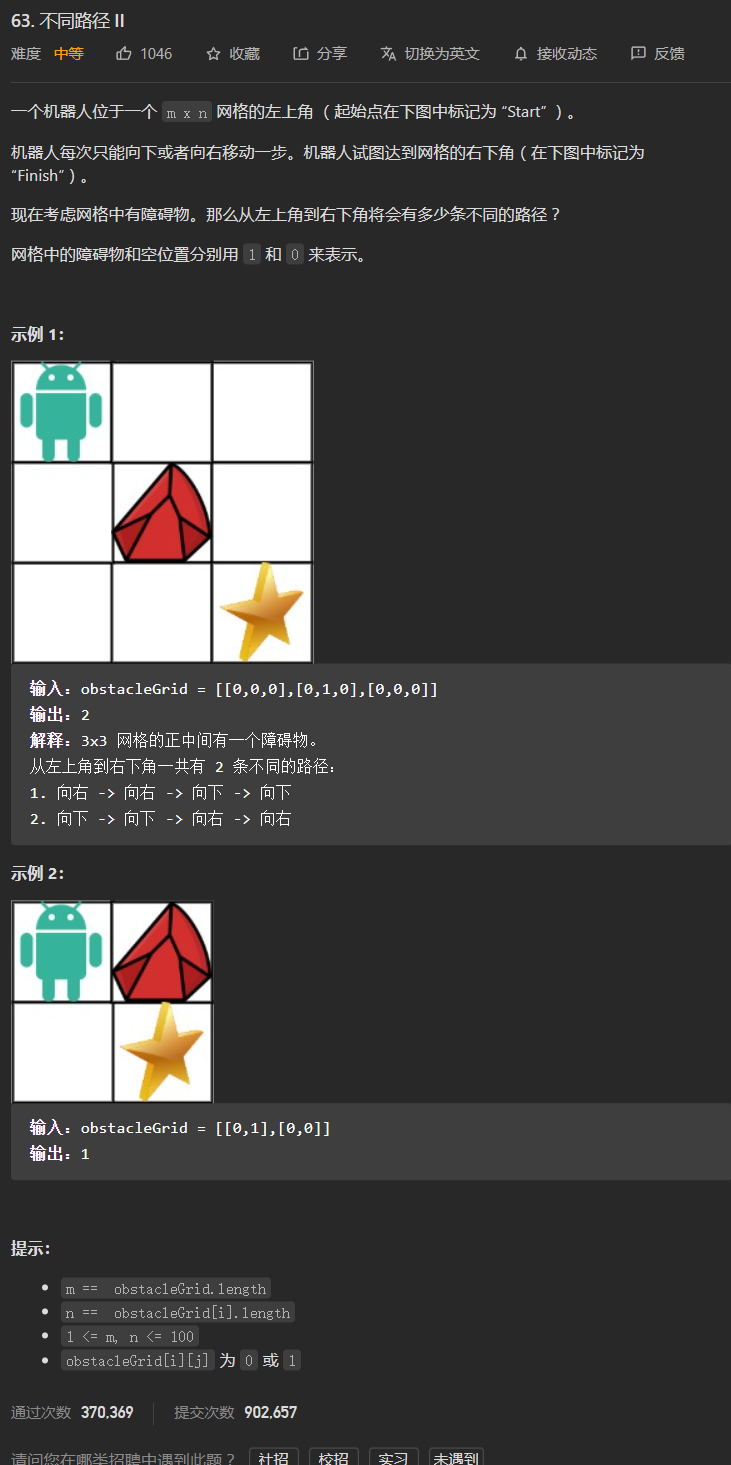 63. 不同路径 II
难度 中等 1046 收藏 分享 切换为英文 接收动态 反馈
一个机器人位于一个 m x n 网格的左上角 （起始点在下图中标记为 “Start” ）。
机器人每次只能向下或者向右移动一步。机器人试图达到网格的右下角（在下图中标记为
“Finish”）。
现在考虑网格中有障碍物。那么从左上角到右下角将会有多少条不同的路径？
网格中的障碍物和空位置分别用 1 和 0 来表示。
示例 1：
输入：obstacleGrid = [[0,0,0],[0,1,0],[0,0,0]]
输出：2
解释：3x3 网格的正中间有一个障碍物。
从左上角到右下角一共有 2 条不同的路径：
1. 向右 -> 向右 -> 向下 -> 向下
2. 向下 -> 向下 -> 向右 -> 向右
示例 2：
输入：obstacleGrid = [[0,1],[0,0]]
输出：1
提示：
m == obstacleGrid.length
n == obstacleGrid[i].length
1 <= m, n <= 100
obstacleGrid[i][j] 为 0 或 1
通过次数 370,369 提交次数 902,657
请问您在哪类招聘中遇到此题？ 社招 校招 实习 未遇到